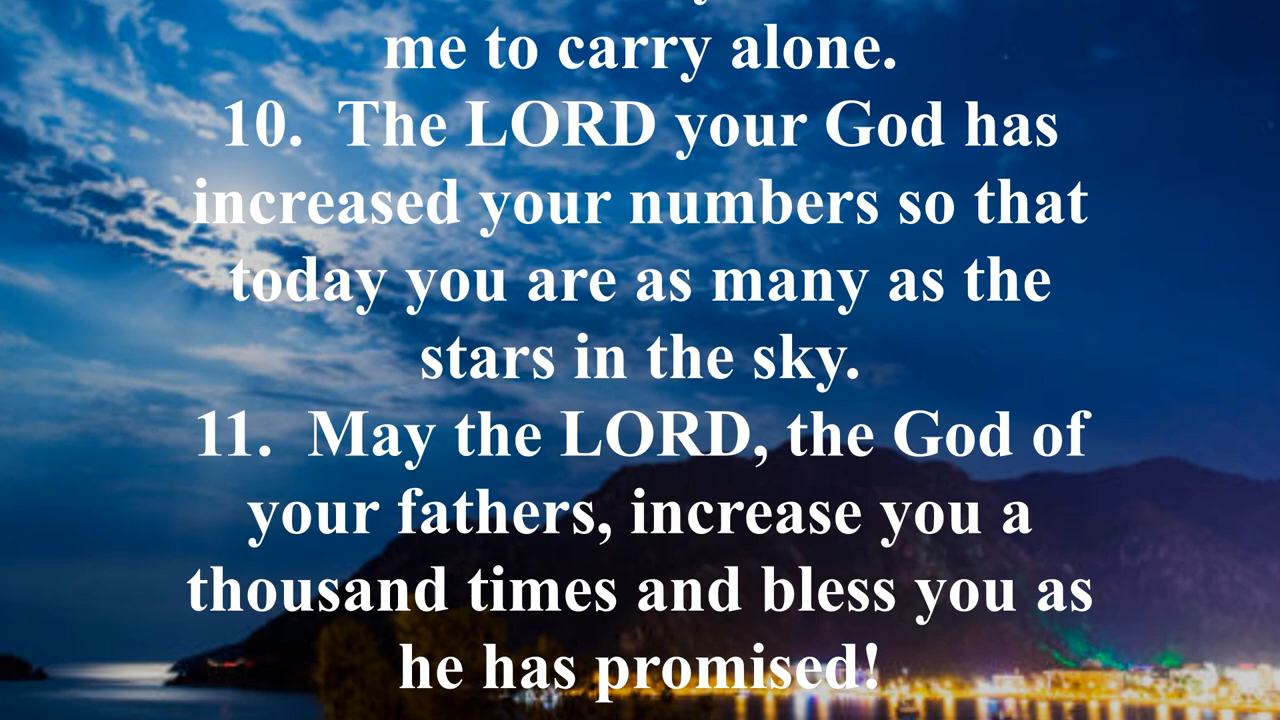 me to carry alone.
10. The LORD your God has
increased your numbers so that
today you are as many as the
stars in the sky.
11. May the LORD, the God of
your fathers, increase you a
thousand times and bless you as
he has promised!